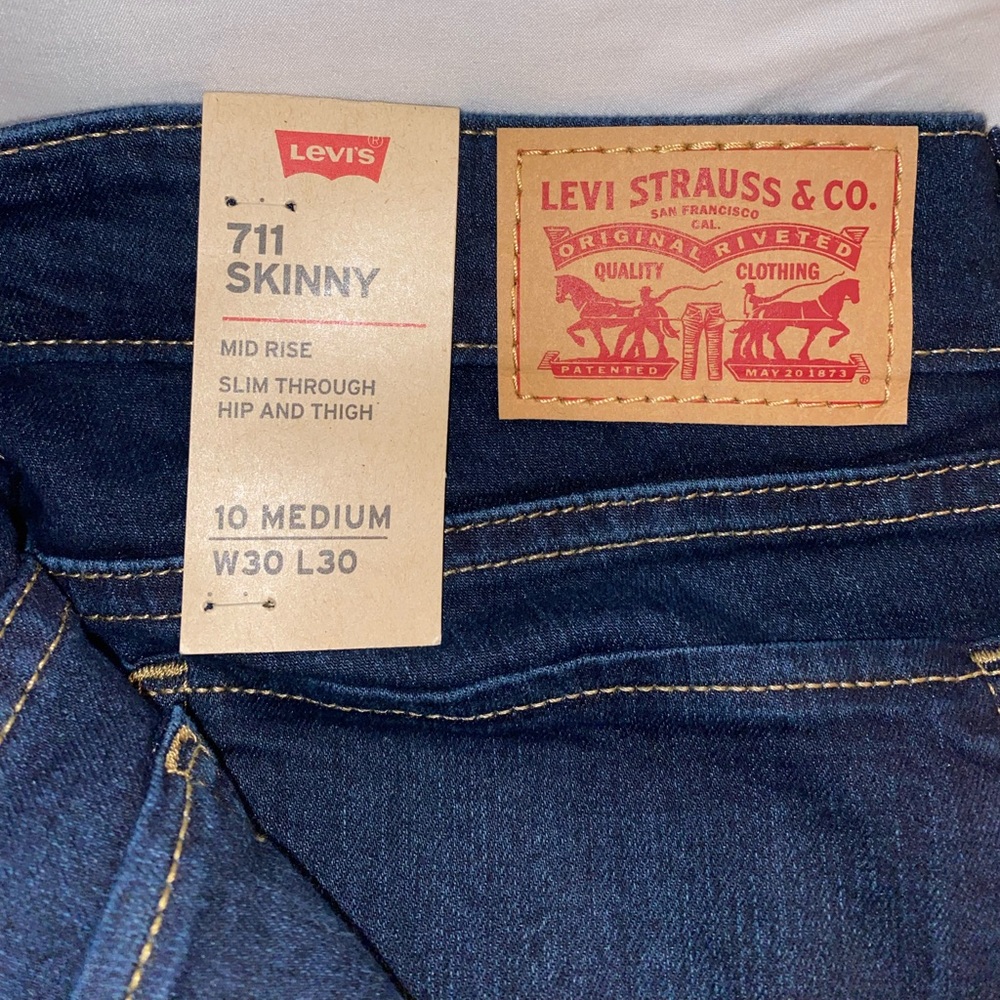 Levi's®
711
SKINNY
MID RISE
SLIM THROUGH
HIP AND THIGH
10 MEDIUM
W30 L30
LEVI STRAUSS & CO.
SAN FRANCISCO
CAL.
ORIGINAL RIVETED
QUALITY CLOTHING
PATENTED MAY 20 1873
®